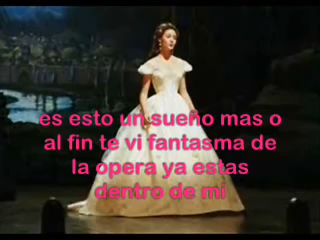 es esto un sueño mas o
al fin te vi fantasma de
la opera ya estas
dentro de mi